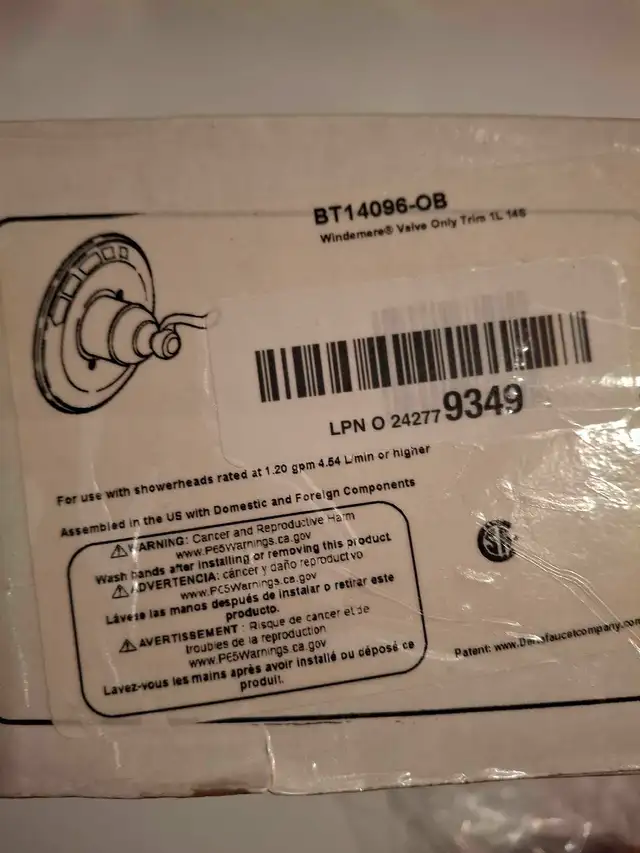 BT14096-OB
Windemere® Valve Only Trim 1L 14S
LPN O 242779349
For use with showerheads rated at 1.20 gpm 4.54 L/min or higher
Assembled in the US with Domestic and Foreign Components
⚠WARNING: Cancer and Reproductive Harm
www.P65Warnings.ca.gov
Wash hands after installing or removing this product.
⚠ADVERTENCIA: cáncer y daño reproductivo
www.P65Warnings.ca.gov
Lávese las manos después de instalar o retirar este
producto.
⚠AVERTISSEMENT : Risque de cancer et de
troubles de la reproduction
www.P65Warnings.ca.gov
Lavez-vous les mains après avoir installé ou déposé ce
produit.
Patent: www.Deltafaucetcompany.com